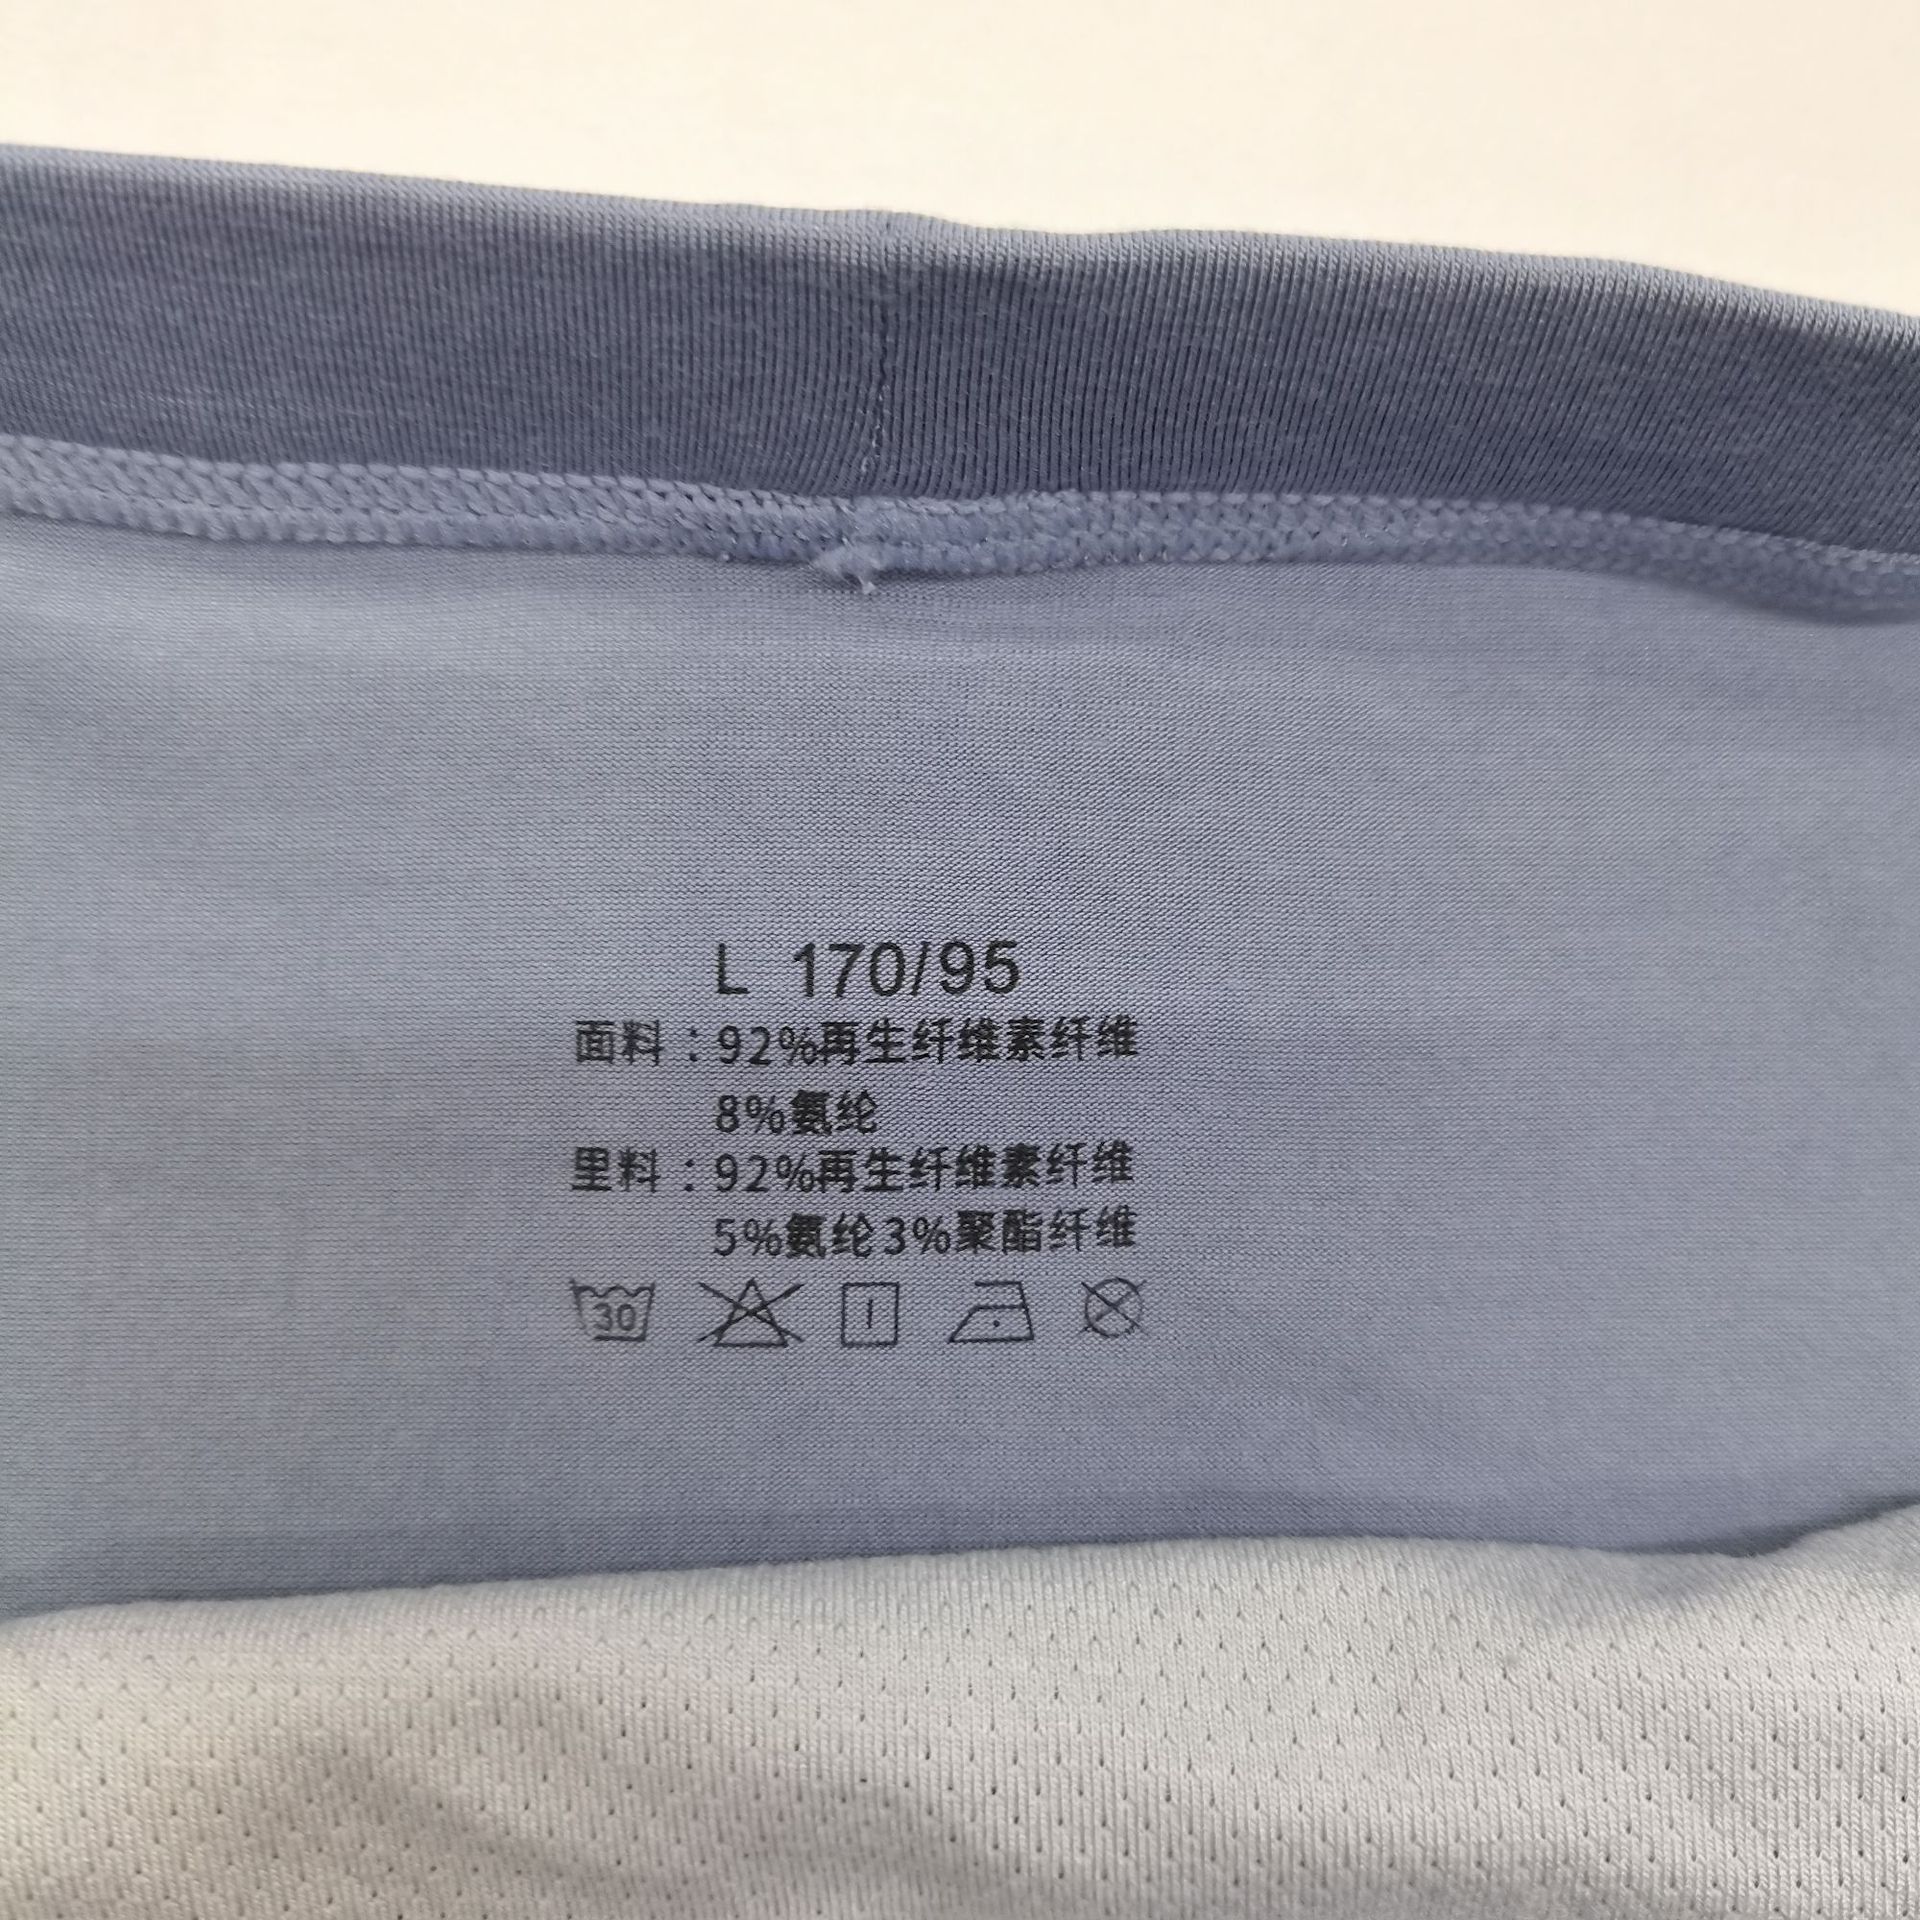 L 170/95
面料：92%再生纤维素纤维
8%氨纶
里料：92%再生纤维素纤维
5%氨纶3%聚酯纤维
30